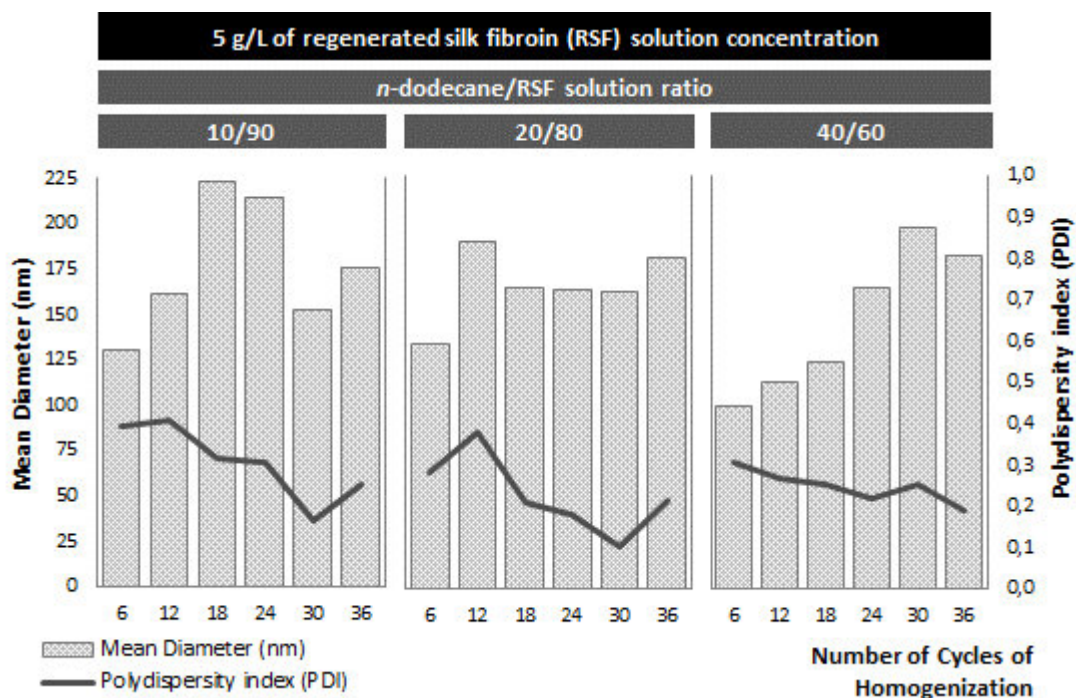 5 g/L of regenerated silk fibroin (RSF) solution concentration
n-dodecane/RSF solution ratio
10/90 20/80 40/60
Mean Diameter (nm)
225
200
175
150
125
100
75
50
25
0
1,0
0,9
0,8
0,7
0,6
0,5
0,4
0,3
0,2
0,1
0,0
Polydispersity index (PDI)
6 12 18 24 30 36 6 12 18 24 30 36 6 12 18 24 30 36
Mean Diameter (nm)
Polydispersity index (PDI)
Number of Cycles of
Homogenization